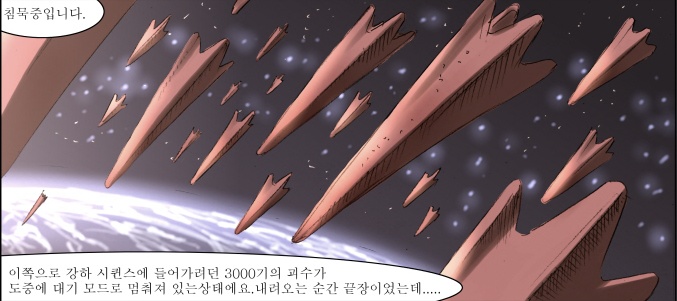 침묵중입니다.
이쪽으로 강하 시퀀스에 들어가려던 3000기의 괴수가
도중에 대기 모드로 멈춰져 있는상태에요.내려오는 순간 끝장이었는데.....